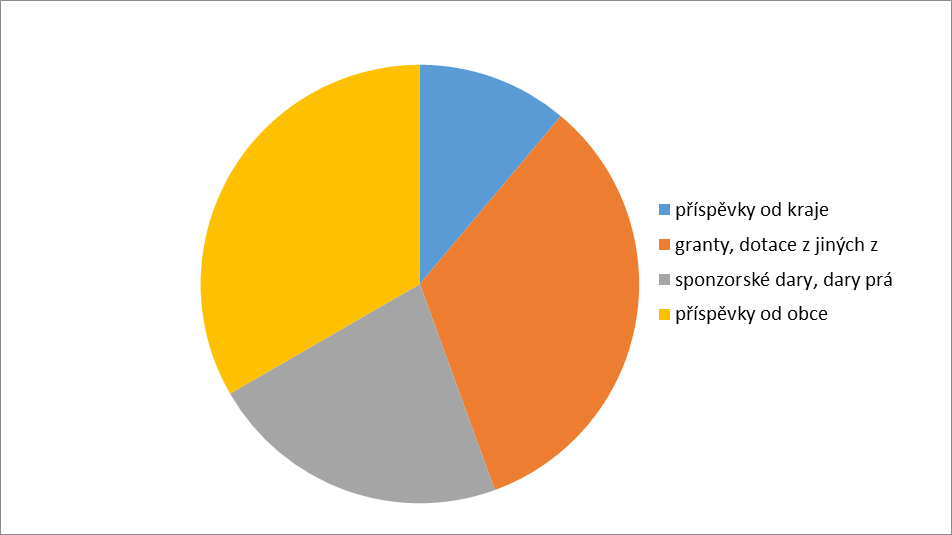 příspěvky od kraje
granty, dotace z jiných z
sponzorské dary, dary prá
příspěvky od obce